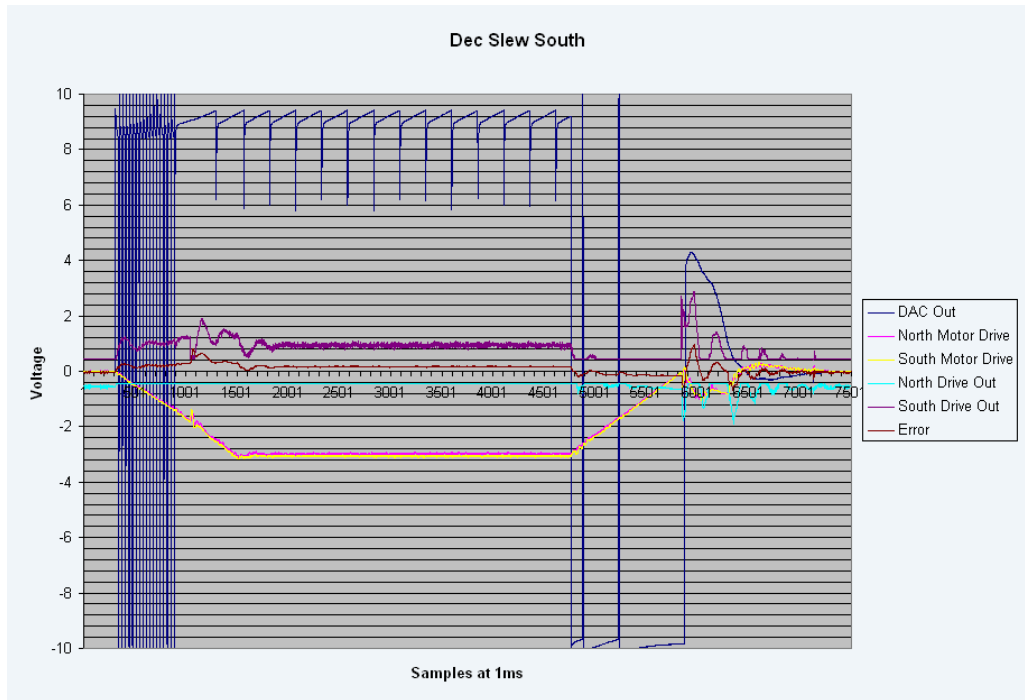 Dec Slew South
10
8
6
4
2
0
-2
-4
-6
-8
-10
501 1001 1501 2001 2501 3001 3501 4001 4501 5001 5501 6001 6501 7001 7501
Voltage
Samples at 1ms
DAC Out
North Motor Drive
South Motor Drive
North Drive Out
South Drive Out
Error